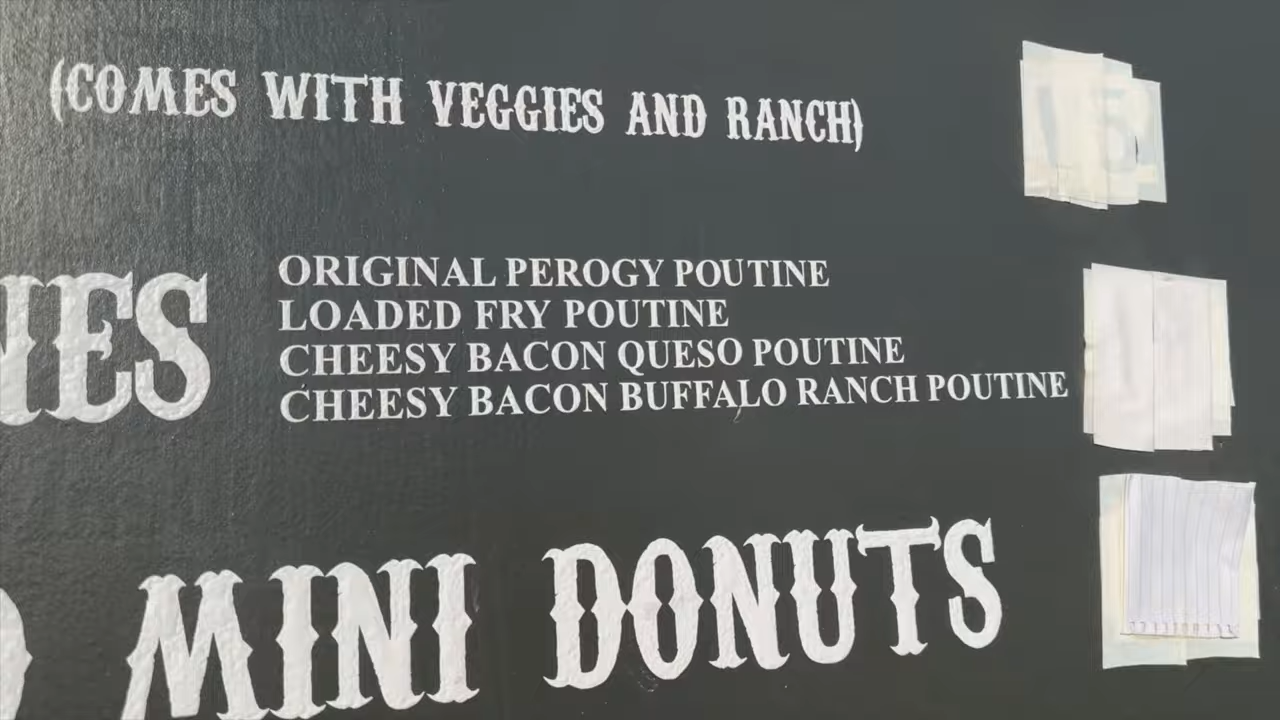 (COMES WITH VEGGIES AND RANCH)
ORIGINAL PEROGY POUTINE
LOADED FRY POUTINE
CHEESY BACON QUESO POUTINE
CHEESY BACON BUFFALO RANCH POUTINE
MINI DONUTS